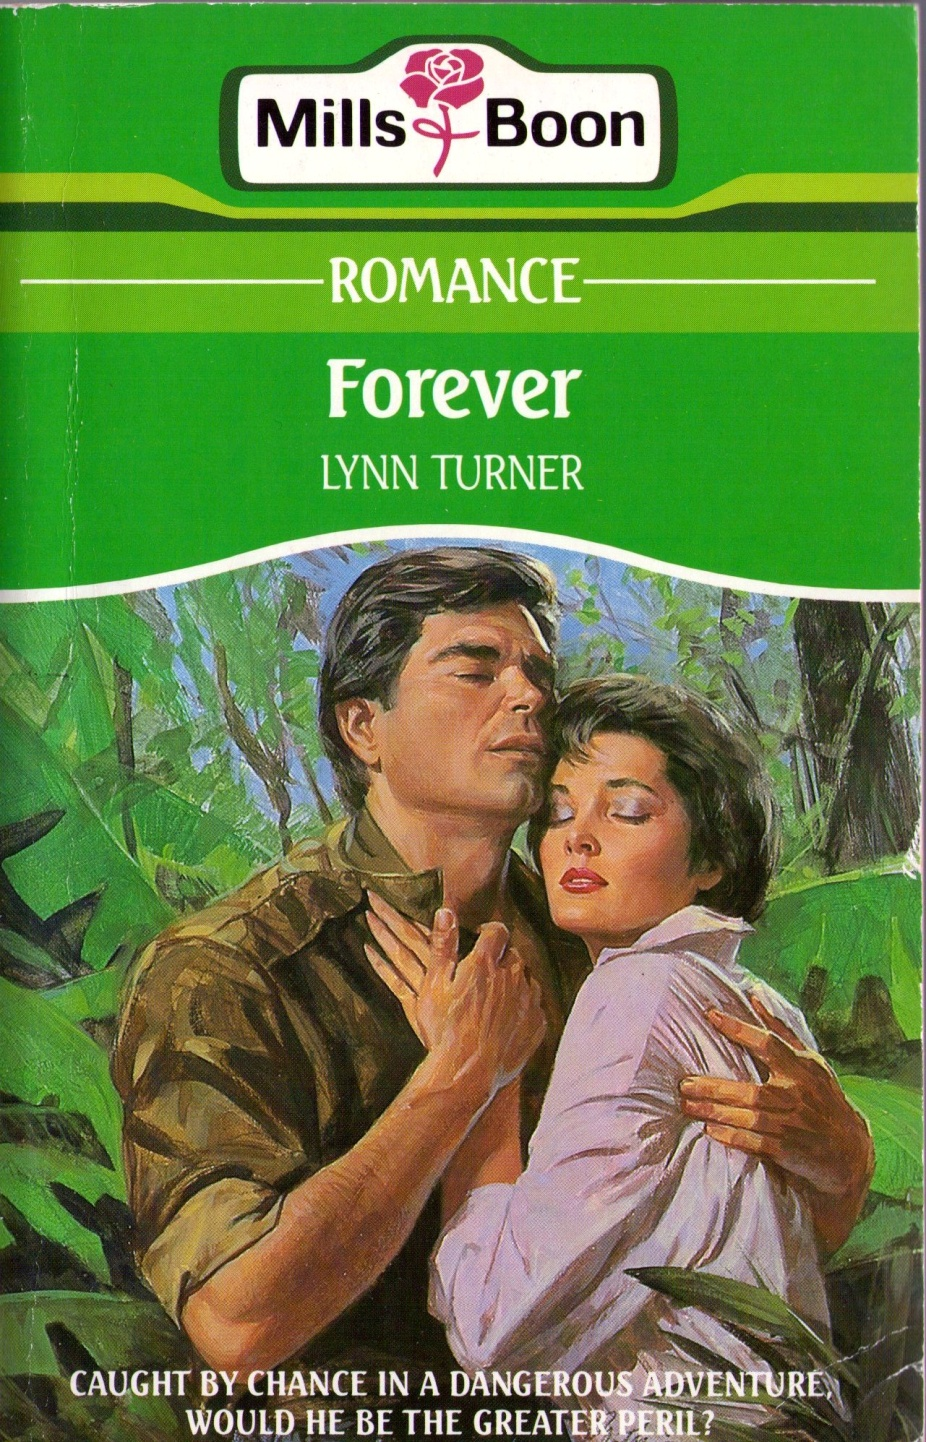 Mills & Boon
ROMANCE
Forever
LYNN TURNER
CAUGHT BY CHANCE IN A DANGEROUS ADVENTURE,
WOULD HE BE THE GREATER PERIL?